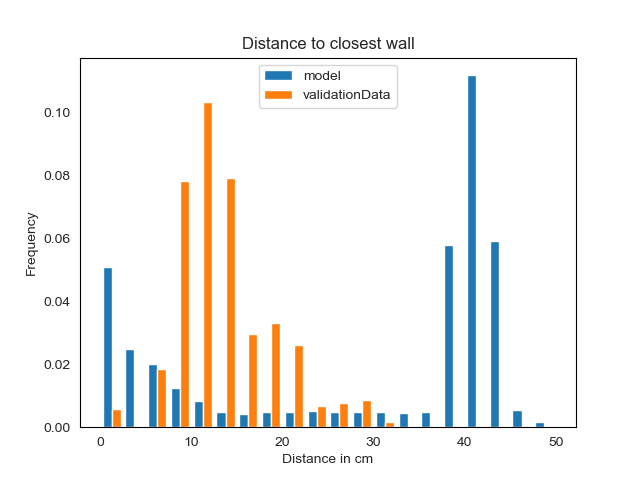 Distance to closest wall
model
validationData
0.10
0.08
0.06
0.04
0.02
0.00
Frequency
0 10 20 30 40 50
Distance in cm